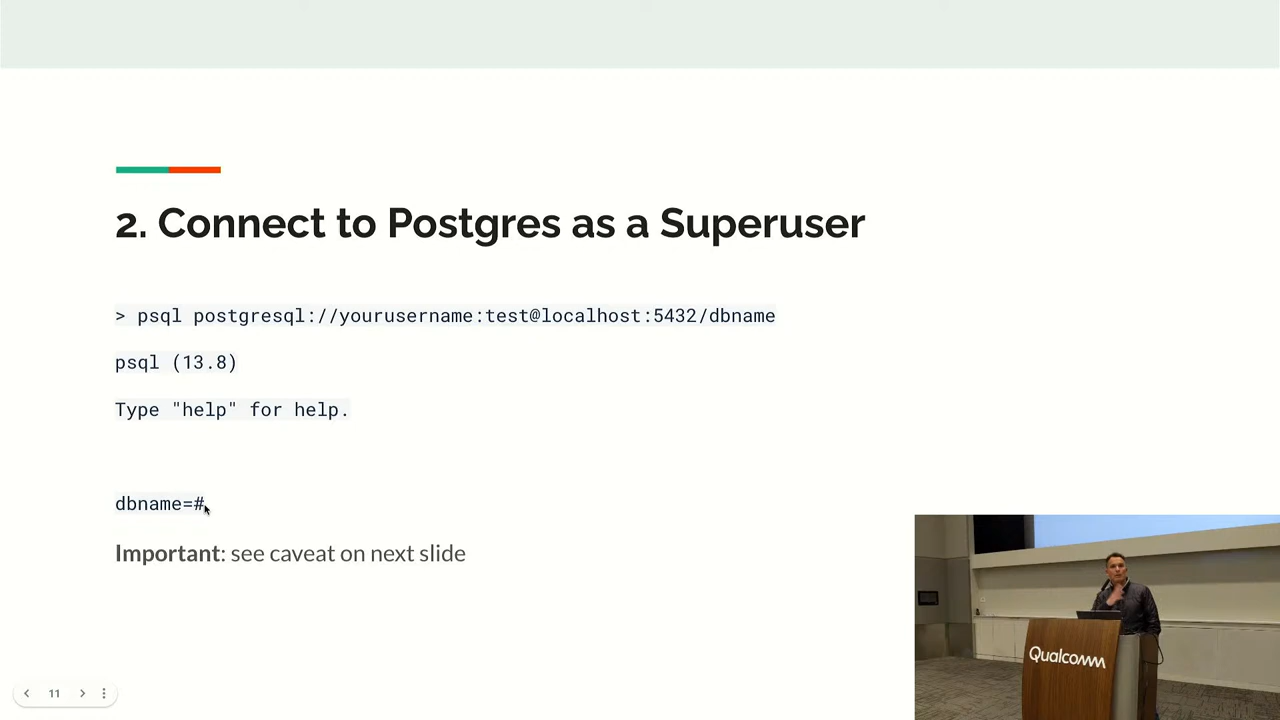 2. Connect to Postgres as a Superuser
> psql postgresql://yourusername:test@localhost:5432/dbname
psql (13.8)
Type "help" for help.
dbname=#
Important: see caveat on next slide
Qualcomm
11